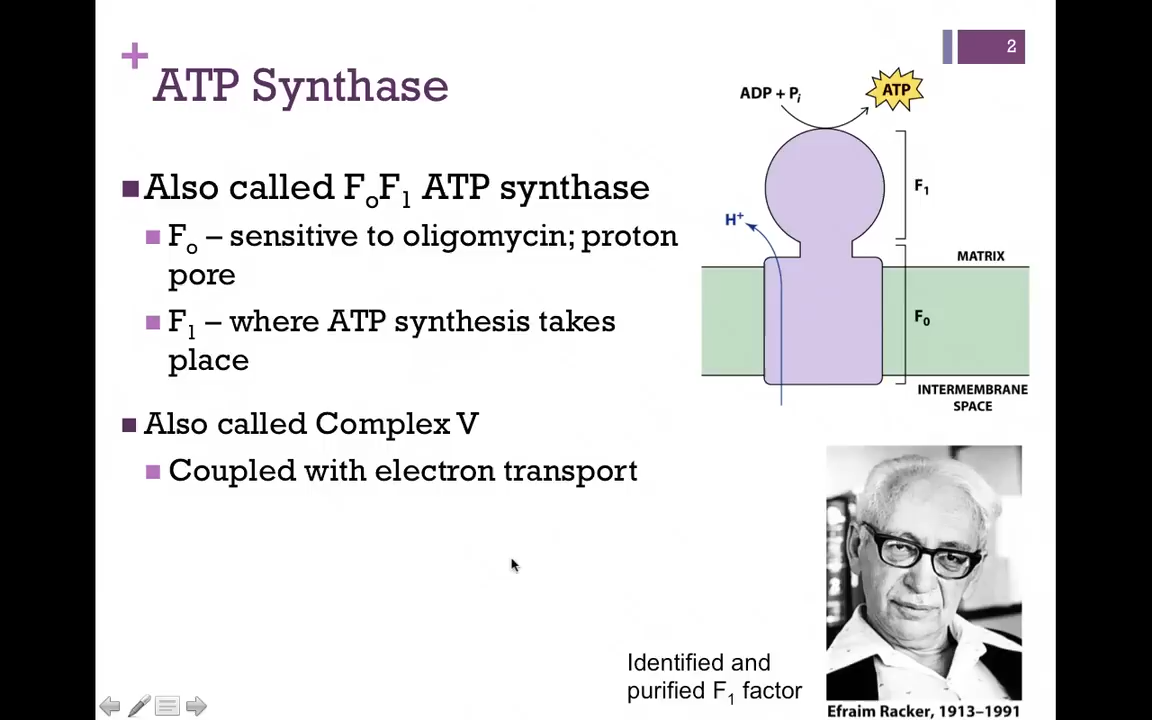 +
2
ATP Synthase
■ Also called FₒF₁ ATP synthase
■ Fₒ – sensitive to oligomycin; proton
pore
■ F₁ – where ATP synthesis takes
place
■ Also called Complex V
■ Coupled with electron transport
ADP + Pᵢ
ATP
F₁
H⁺
MATRIX
F₀
INTERMEMBRANE
SPACE
Identified and
purified F₁ factor
Efraim Racker, 1913–1991